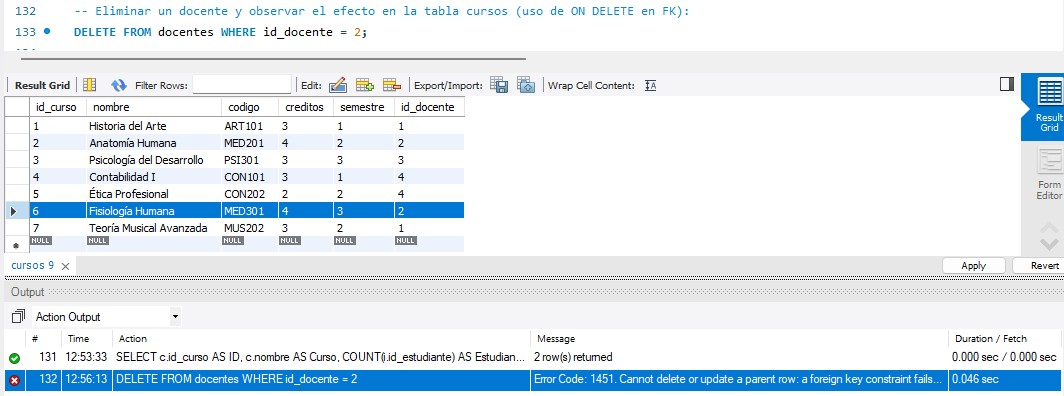 132 -- Eliminar un docente y observar el efecto en la tabla cursos (uso de ON DELETE en FK):
133 DELETE FROM docentes WHERE id_docente = 2;
Result Grid Filter Rows: Edit: Export/Import: Wrap Cell Content:
id_curso nombre codigo creditos semestre id_docente
1 Historia del Arte ART101 3 1 1
2 Anatomía Humana MED201 4 2 2
3 Psicología del Desarrollo PSI301 3 3 3
4 Contabilidad I CON101 3 1 4
5 Ética Profesional CON202 2 2 4
6 Fisiología Humana MED301 4 3 2
7 Teoría Musical Avanzada MUS202 3 2 1
NULL NULL NULL NULL NULL NULL
Result
Grid
Form
Editor
cursos 9 Apply Revert
Output
Action Output
# Time Action Message Duration / Fetch
131 12:53:33 SELECT c.id_curso AS ID, c.nombre AS Curso, COUNT(i.id_estudiante) AS Estudian... 2 row(s) returned 0.000 sec / 0.000 sec
132 12:56:13 DELETE FROM docentes WHERE id_docente = 2 Error Code: 1451. Cannot delete or update a parent row: a foreign key constraint fails... 0.046 sec